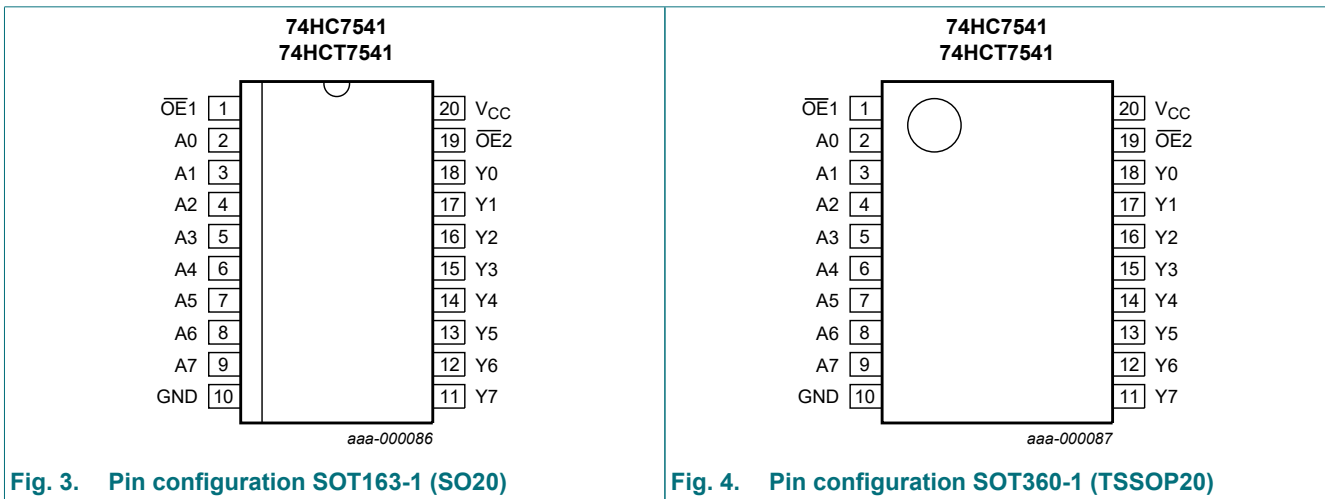 74HC7541
74HCT7541
O̅E̅1 1 20 VCC
A0 2 19 O̅E̅2
A1 3 18 Y0
A2 4 17 Y1
A3 5 16 Y2
A4 6 15 Y3
A5 7 14 Y4
A6 8 13 Y5
A7 9 12 Y6
GND 10 11 Y7
aaa-000086
Fig. 3. Pin configuration SOT163-1 (SO20)
74HC7541
74HCT7541
O̅E̅1 1 20 VCC
A0 2 19 O̅E̅2
A1 3 18 Y0
A2 4 17 Y1
A3 5 16 Y2
A4 6 15 Y3
A5 7 14 Y4
A6 8 13 Y5
A7 9 12 Y6
GND 10 11 Y7
aaa-000087
Fig. 4. Pin configuration SOT360-1 (TSSOP20)